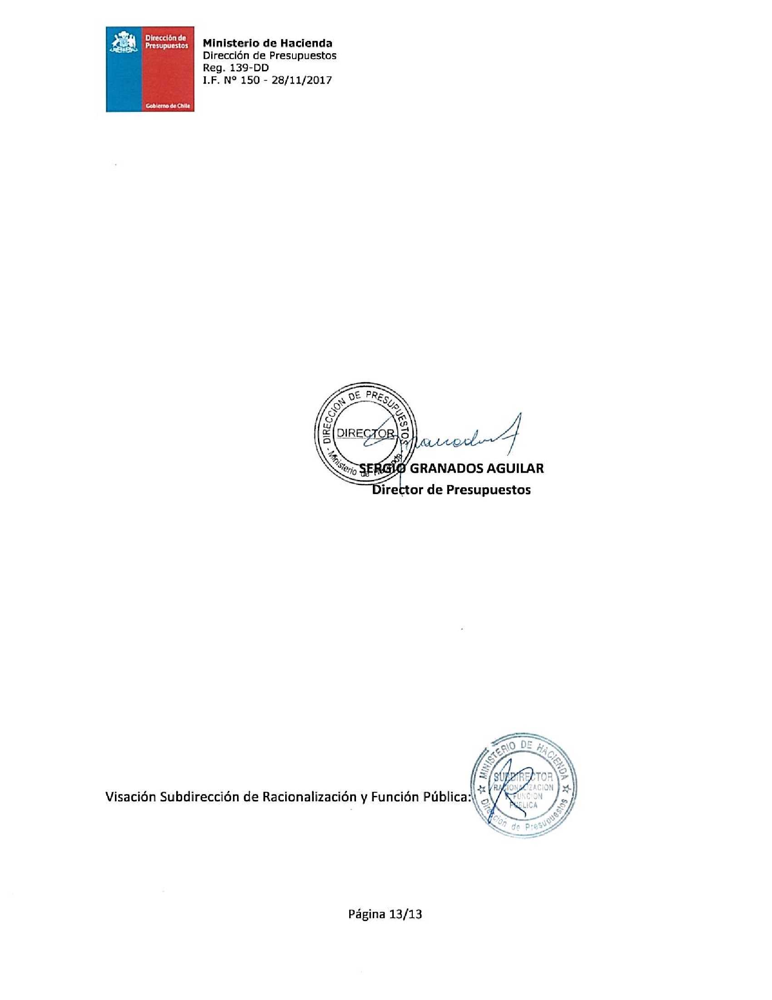 Dirección de
Presupuestos
Gobierno de Chile
Ministerio de Hacienda
Dirección de Presupuestos
Reg. 139-DD
I.F. Nº 150 - 28/11/2017
- DIRECCION DE PRESUPUESTOS -
DIRECTOR
Ministerio de Hacienda
SERGIO GRANADOS AGUILAR
Director de Presupuestos
MINISTERIO DE HACIENDA
SUBDIRECTOR
RACIONALIZACION
Y FUNCION
PUBLICA
Dirección de Presupuestos
Visación Subdirección de Racionalización y Función Pública:
Página 13/13